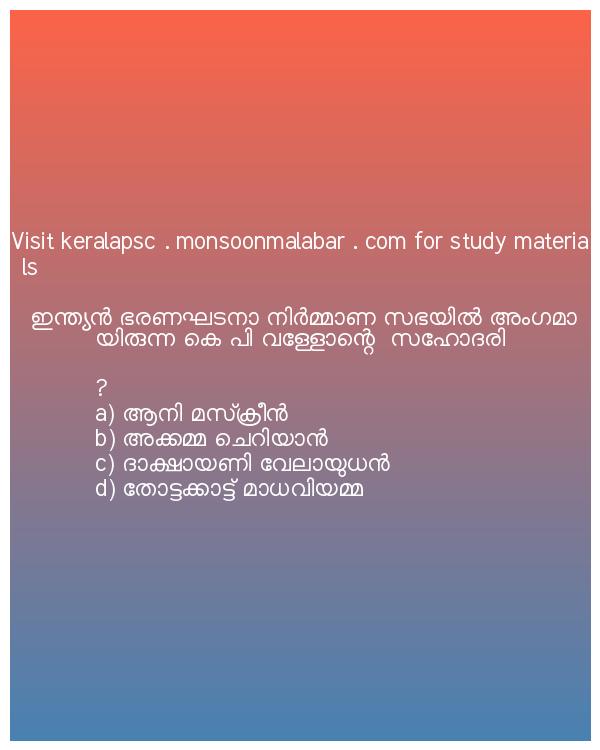 Visit keralapsc . monsoonmalabar . com for study materia
ls
ഇന്ത്യൻ ഭരണഘടനാ നിർമ്മാണ സഭയിൽ അംഗമാ
യിരുന്ന കെ പി വള്ളോന്റെ സഹോദരി
?
a) ആനി മസ്ക്രീൻ
b) അക്കമ്മ ചെറിയാൻ
c) ദാക്ഷായണി വേലായുധൻ
d) തോട്ടക്കാട്ട് മാധവിയമ്മ